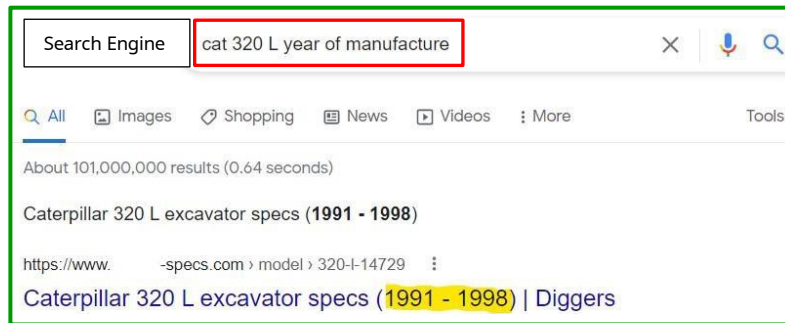 Search Engine cat 320 L year of manufacture
All Images Shopping News Videos More Tools
About 101,000,000 results (0.64 seconds)
Caterpillar 320 L excavator specs (1991 - 1998)
https://www. -specs.com › model › 320-l-14729
Caterpillar 320 L excavator specs (1991 - 1998) | Diggers